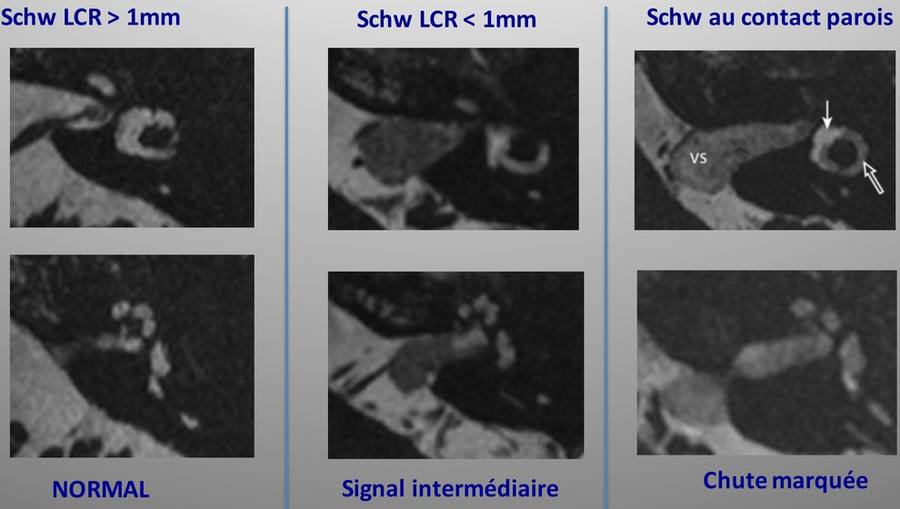 Schw LCR > 1mm
Schw LCR < 1mm
Schw au contact parois
VS
NORMAL
Signal intermédiaire
Chute marquée